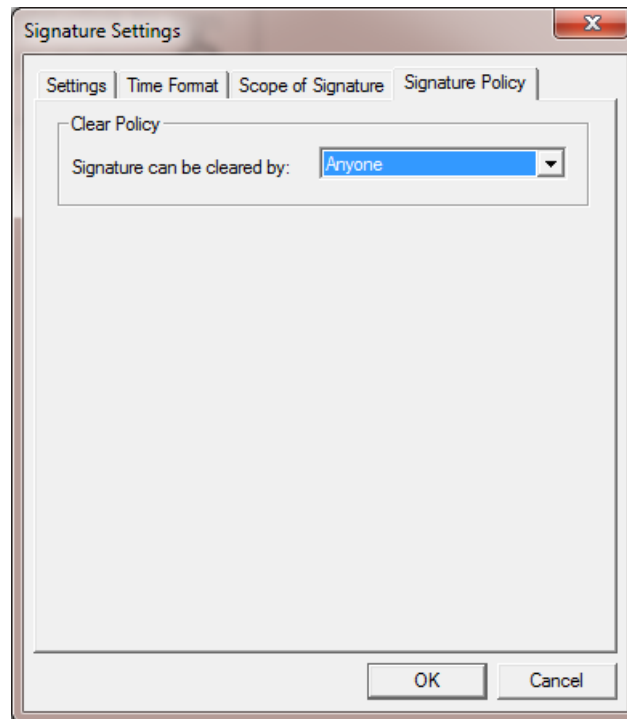 Signature Settings
Settings Time Format Scope of Signature Signature Policy
Clear Policy
Signature can be cleared by: Anyone
OK Cancel